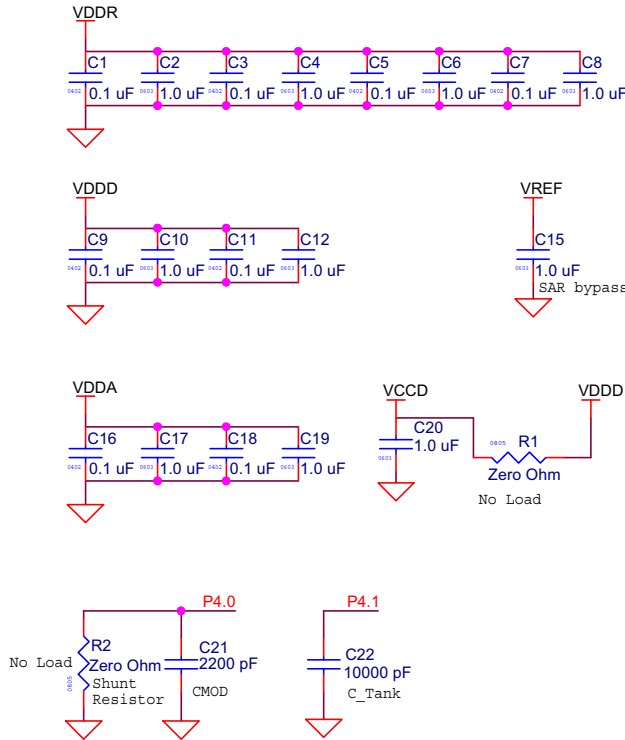 VDDR
C1 C2 C3 C4 C5 C6 C7 C8
0402 0.1 uF 0603 1.0 uF 0402 0.1 uF 0603 1.0 uF 0402 0.1 uF 0603 1.0 uF 0402 0.1 uF 0603 1.0 uF
VDDD VREF
C9 C10 C11 C12 C15
0402 0.1 uF 0603 1.0 uF 0402 0.1 uF 0603 1.0 uF 0603 1.0 uF
SAR bypass
VDDA VCCD VDDD
C16 C17 C18 C19 C20 0805 R1
0402 0.1 uF 0603 1.0 uF 0402 0.1 uF 0603 1.0 uF 0603 1.0 uF Zero Ohm
No Load
P4.0 P4.1
R2 C21 C22
No Load Zero Ohm 2200 pF 10000 pF
0805 Shunt CMOD C_Tank
Resistor